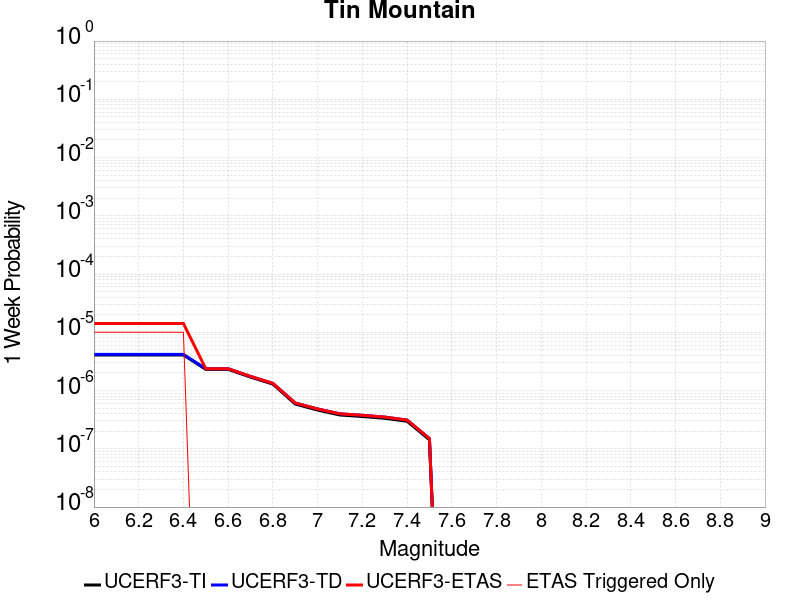 Tin Mountain
10^0
10^-1
10^-2
10^-3
10^-4
10^-5
10^-6
10^-7
10^-8
1 Week Probability
6 6.2 6.4 6.6 6.8 7 7.2 7.4 7.6 7.8 8 8.2 8.4 8.6 8.8 9
Magnitude
UCERF3-TI UCERF3-TD UCERF3-ETAS ETAS Triggered Only